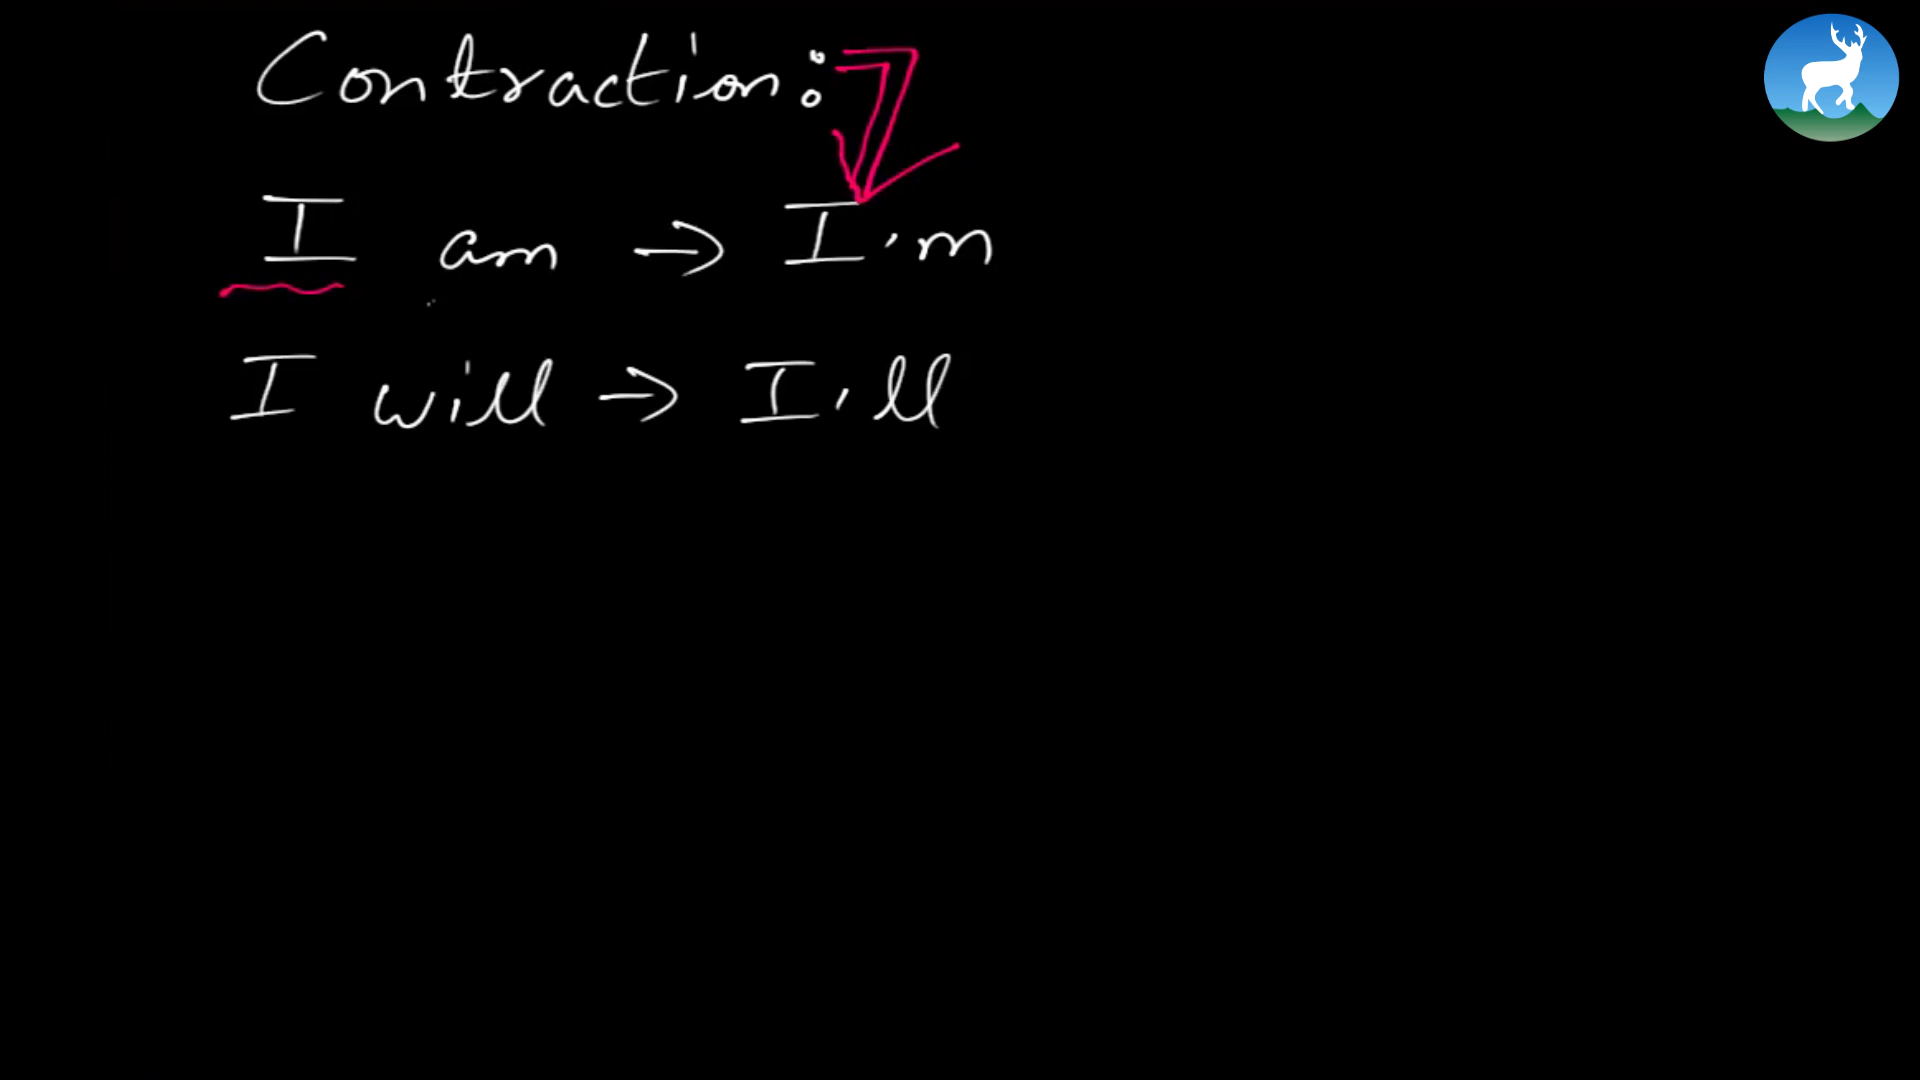 Contraction:
I am → I'm
I will → I'll